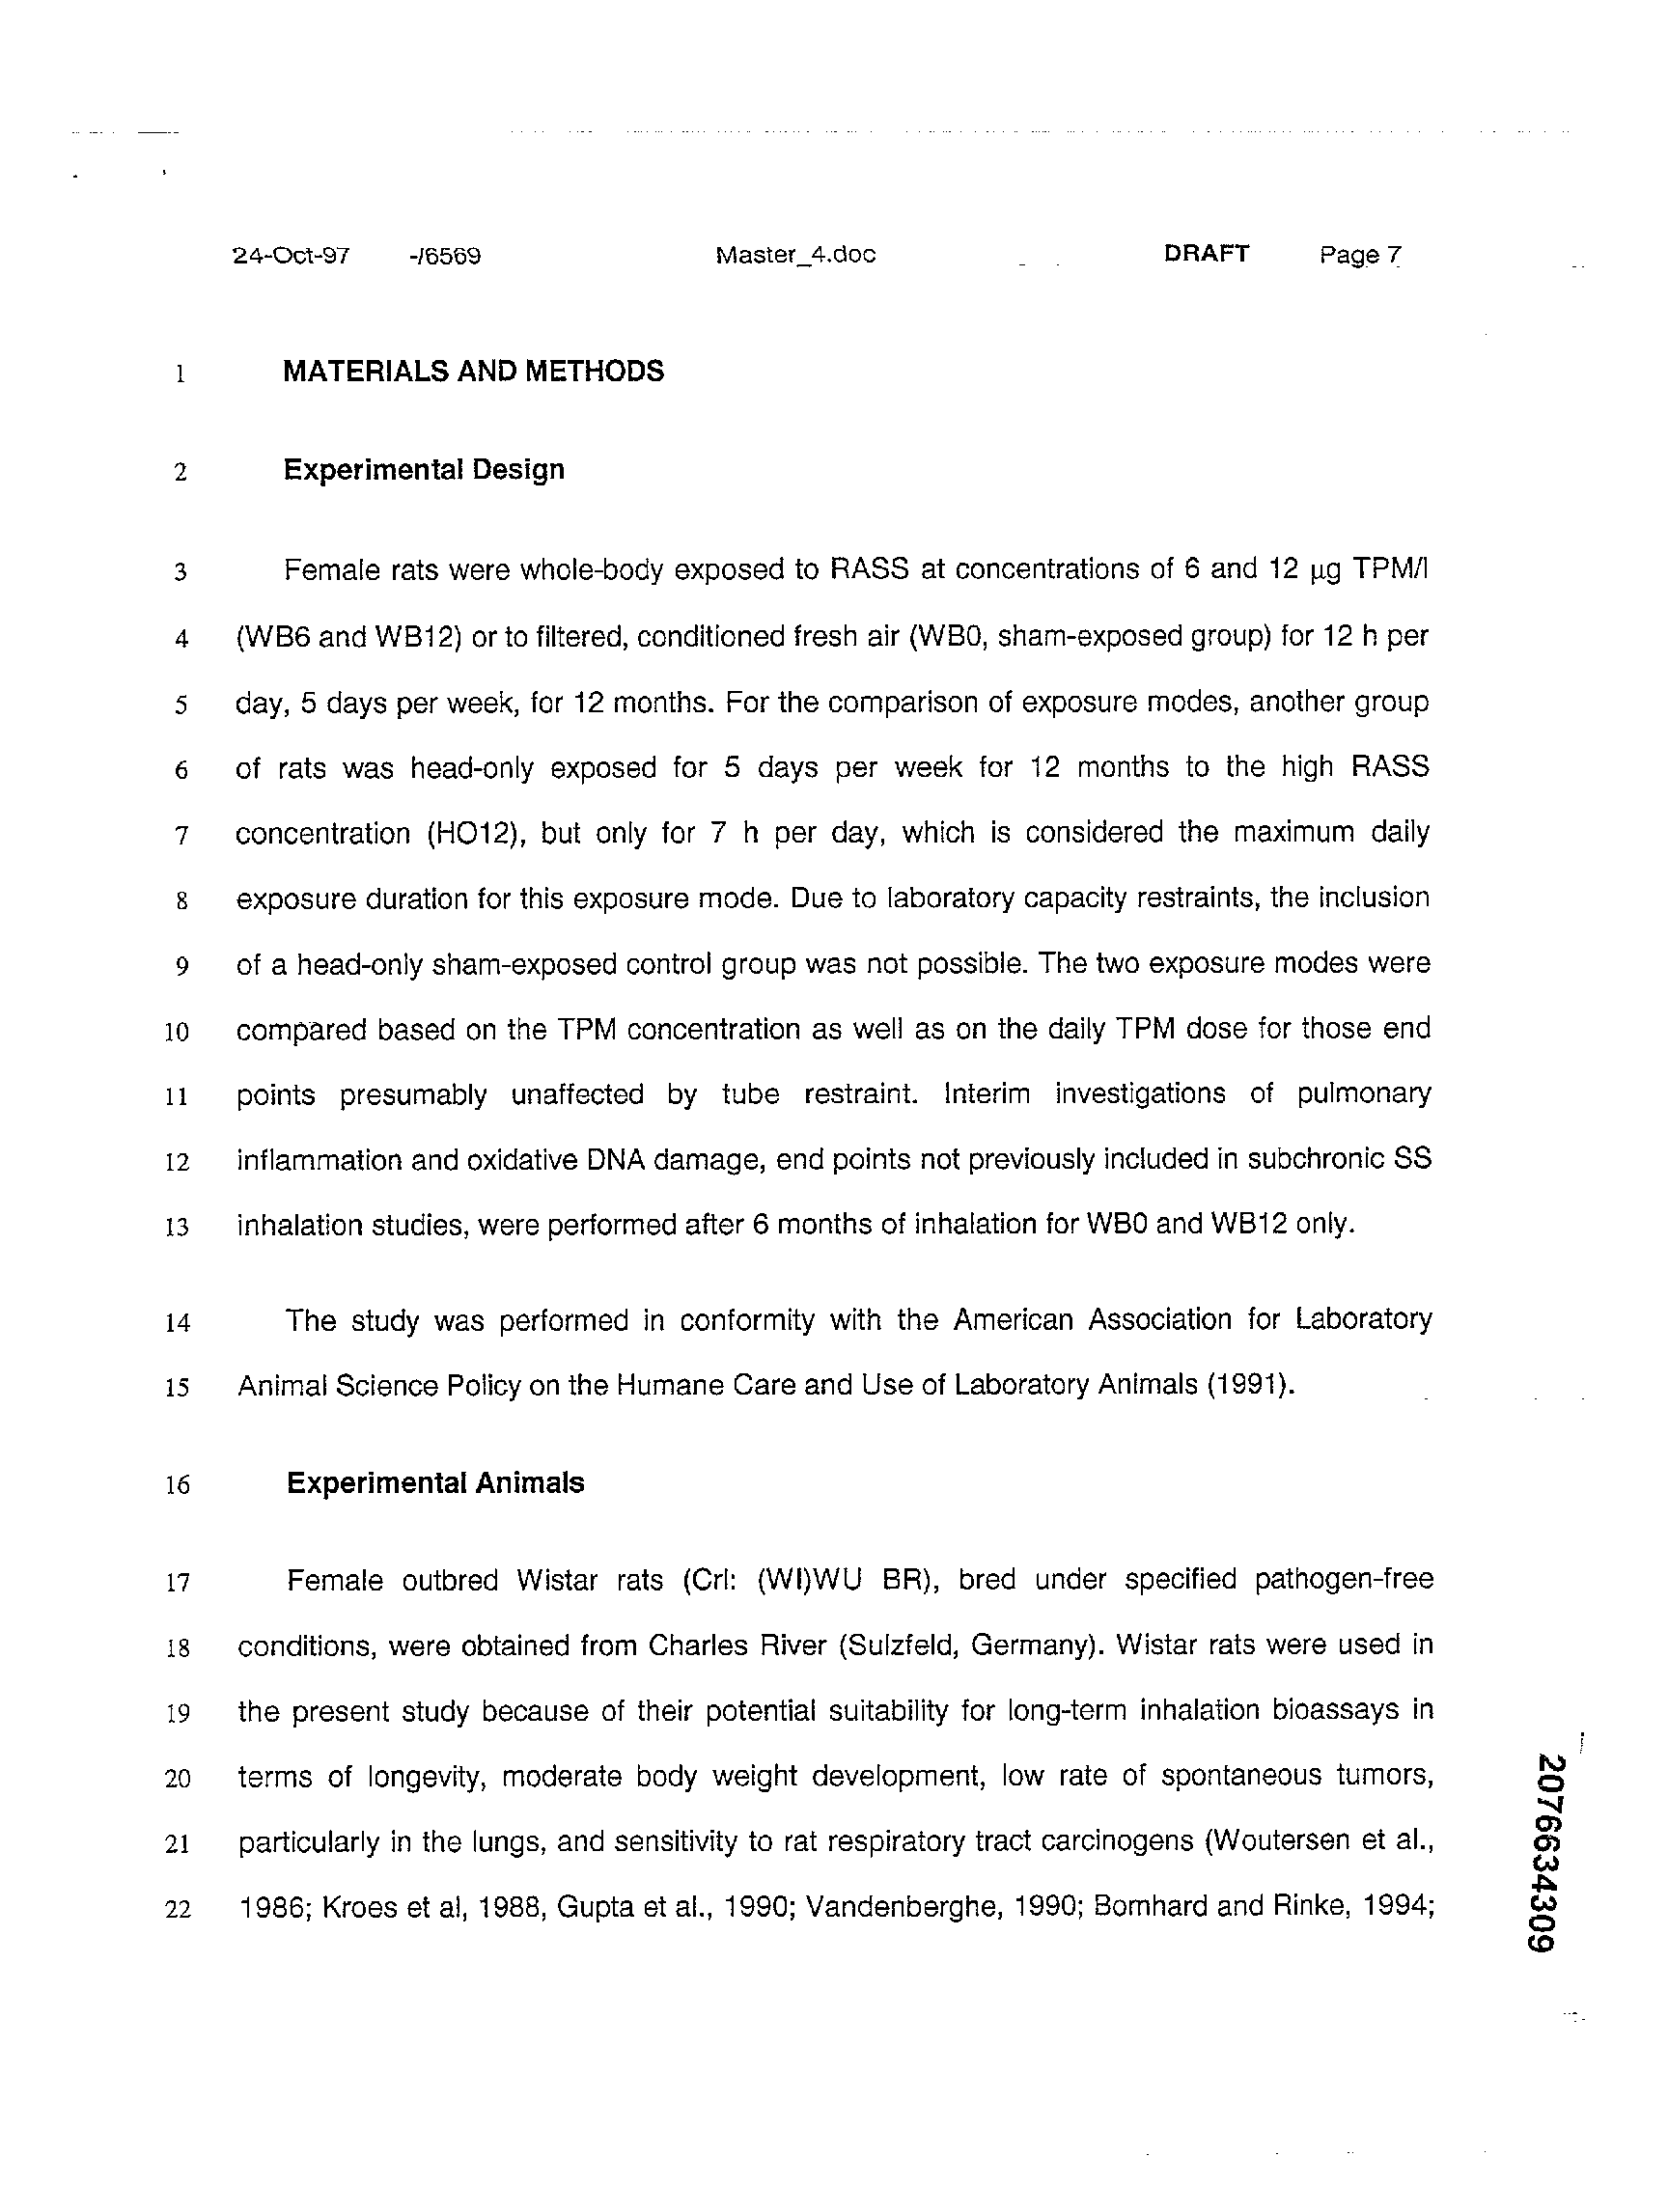 24-Oct-97 -/6569 Master_4.doc DRAFT Page 7
1 MATERIALS AND METHODS
2 Experimental Design
3 Female rats were whole-body exposed to RASS at concentrations of 6 and 12 µg TPM/l
4 (WB6 and WB12) or to filtered, conditioned fresh air (WB0, sham-exposed group) for 12 h per
5 day, 5 days per week, for 12 months. For the comparison of exposure modes, another group
6 of rats was head-only exposed for 5 days per week for 12 months to the high RASS
7 concentration (HO12), but only for 7 h per day, which is considered the maximum daily
8 exposure duration for this exposure mode. Due to laboratory capacity restraints, the inclusion
9 of a head-only sham-exposed control group was not possible. The two exposure modes were
10 compared based on the TPM concentration as well as on the daily TPM dose for those end
11 points presumably unaffected by tube restraint. Interim investigations of pulmonary
12 inflammation and oxidative DNA damage, end points not previously included in subchronic SS
13 inhalation studies, were performed after 6 months of inhalation for WB0 and WB12 only.
14 The study was performed in conformity with the American Association for Laboratory
15 Animal Science Policy on the Humane Care and Use of Laboratory Animals (1991).
16 Experimental Animals
17 Female outbred Wistar rats (Crl: (WI)WU BR), bred under specified pathogen-free
18 conditions, were obtained from Charles River (Sulzfeld, Germany). Wistar rats were used in
19 the present study because of their potential suitability for long-term inhalation bioassays in
20 terms of longevity, moderate body weight development, low rate of spontaneous tumors,
21 particularly in the lungs, and sensitivity to rat respiratory tract carcinogens (Woutersen et al.,
22 1986; Kroes et al, 1988, Gupta et al., 1990; Vandenberghe, 1990; Bomhard and Rinke, 1994;
2076634309